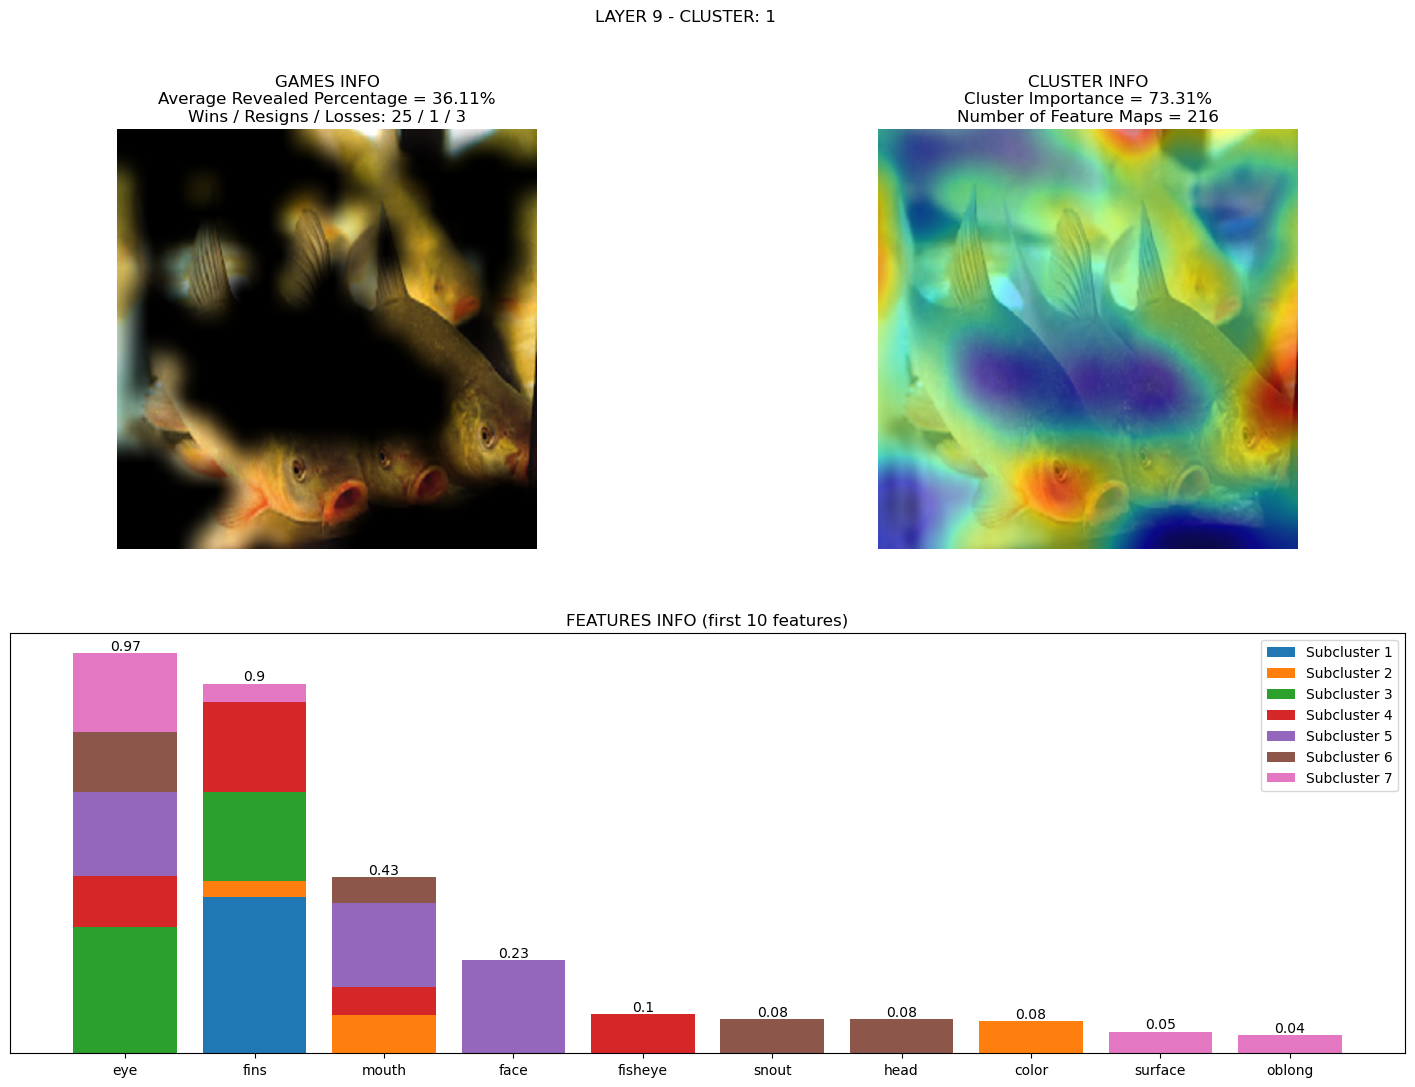 LAYER 9 - CLUSTER: 1
GAMES INFO
Average Revealed Percentage = 36.11%
Wins / Resigns / Losses: 25 / 1 / 3
CLUSTER INFO
Cluster Importance = 73.31%
Number of Feature Maps = 216
FEATURES INFO (first 10 features)
0.97
0.9
0.43
0.23
0.1
0.08
0.08
0.08
0.05
0.04
Subcluster 1
Subcluster 2
Subcluster 3
Subcluster 4
Subcluster 5
Subcluster 6
Subcluster 7
eye
fins
mouth
face
fisheye
snout
head
color
surface
oblong